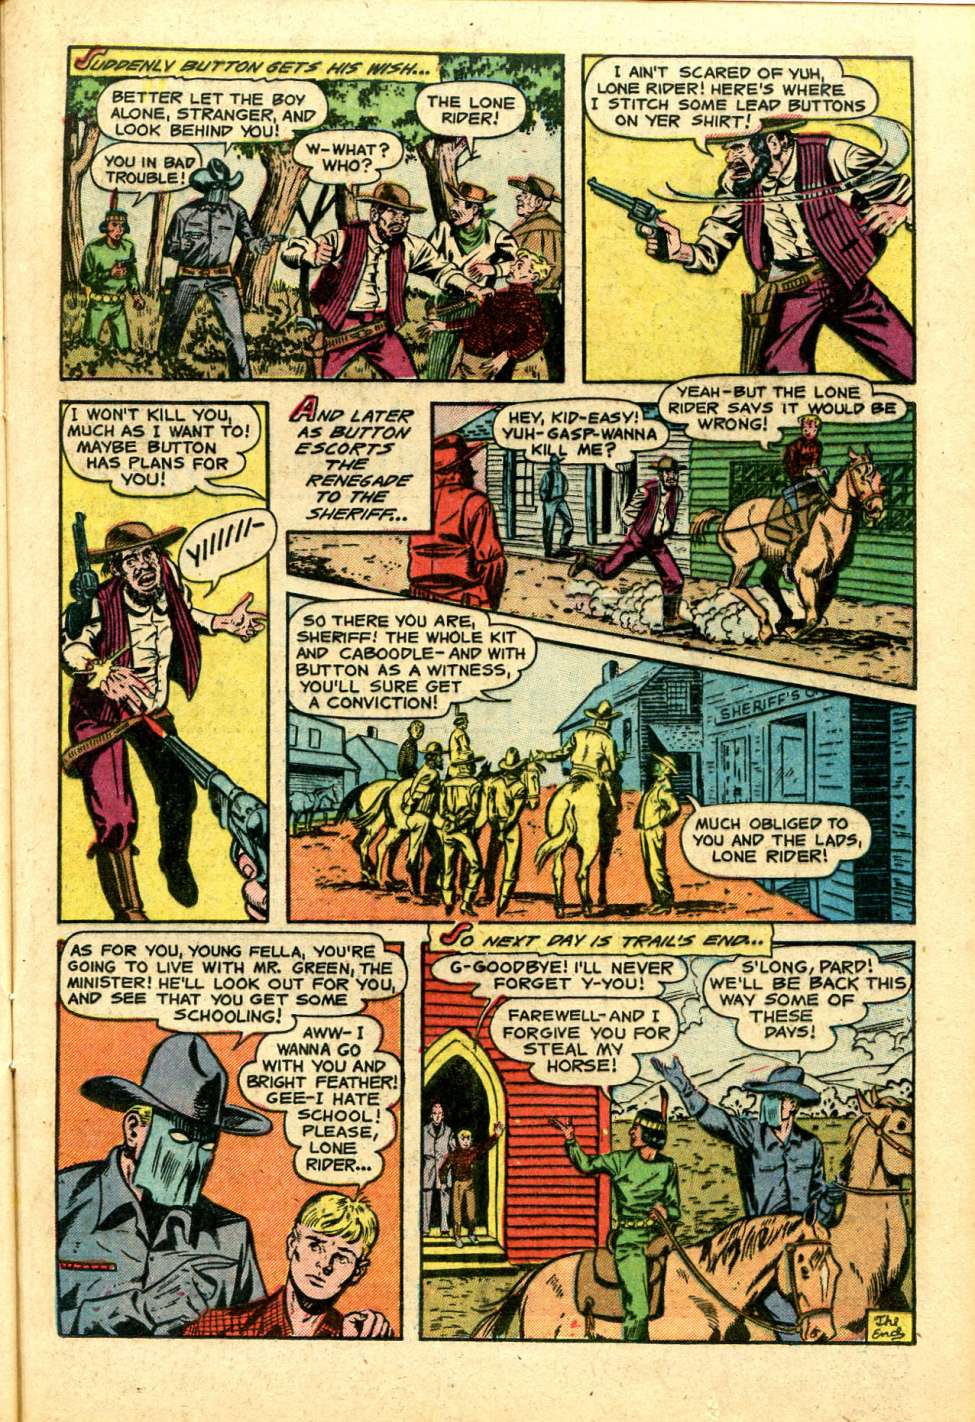 SUDDENLY BUTTON GETS HIS WISH...
BETTER LET THE BOY
ALONE, STRANGER, AND
LOOK BEHIND YOU!
YOU IN BAD
TROUBLE!
W-WHAT?
WHO?
THE LONE
RIDER!
I AIN'T SCARED OF YUH,
LONE RIDER! HERE'S WHERE
I STITCH SOME LEAD BUTTONS
ON YER SHIRT!
I WON'T KILL YOU,
MUCH AS I WANT TO!
MAYBE BUTTON
HAS PLANS FOR
YOU!
YIIIIIII-
AND LATER
AS BUTTON
ESCORTS
THE
RENEGADE
TO THE
SHERIFF...
HEY, KID-EASY!
YUH-GASP-WANNA
KILL ME?
YEAH-BUT THE LONE
RIDER SAYS IT WOULD BE
WRONG!
SO THERE YOU ARE,
SHERIFF! THE WHOLE KIT
AND CABOODLE-AND WITH
BUTTON AS A WITNESS,
YOU'LL SURE GET
A CONVICTION!
SHERIFF'S O
MUCH OBLIGED TO
YOU AND THE LADS,
LONE RIDER!
AS FOR YOU, YOUNG FELLA, YOU'RE
GOING TO LIVE WITH MR. GREEN, THE
MINISTER! HE'LL LOOK OUT FOR YOU,
AND SEE THAT YOU GET SOME
SCHOOLING!
AWW-I
WANNA GO
WITH YOU AND
BRIGHT FEATHER!
GEE-I HATE
SCHOOL!
PLEASE,
LONE
RIDER...
SO NEXT DAY IS TRAIL'S END...
G-GOODBYE! I'LL NEVER
FORGET Y-YOU!
FAREWELL-AND I
FORGIVE YOU FOR
STEAL MY
HORSE!
S'LONG, PARD!
WE'LL BE BACK THIS
WAY SOME OF
THESE
DAYS!
The
End